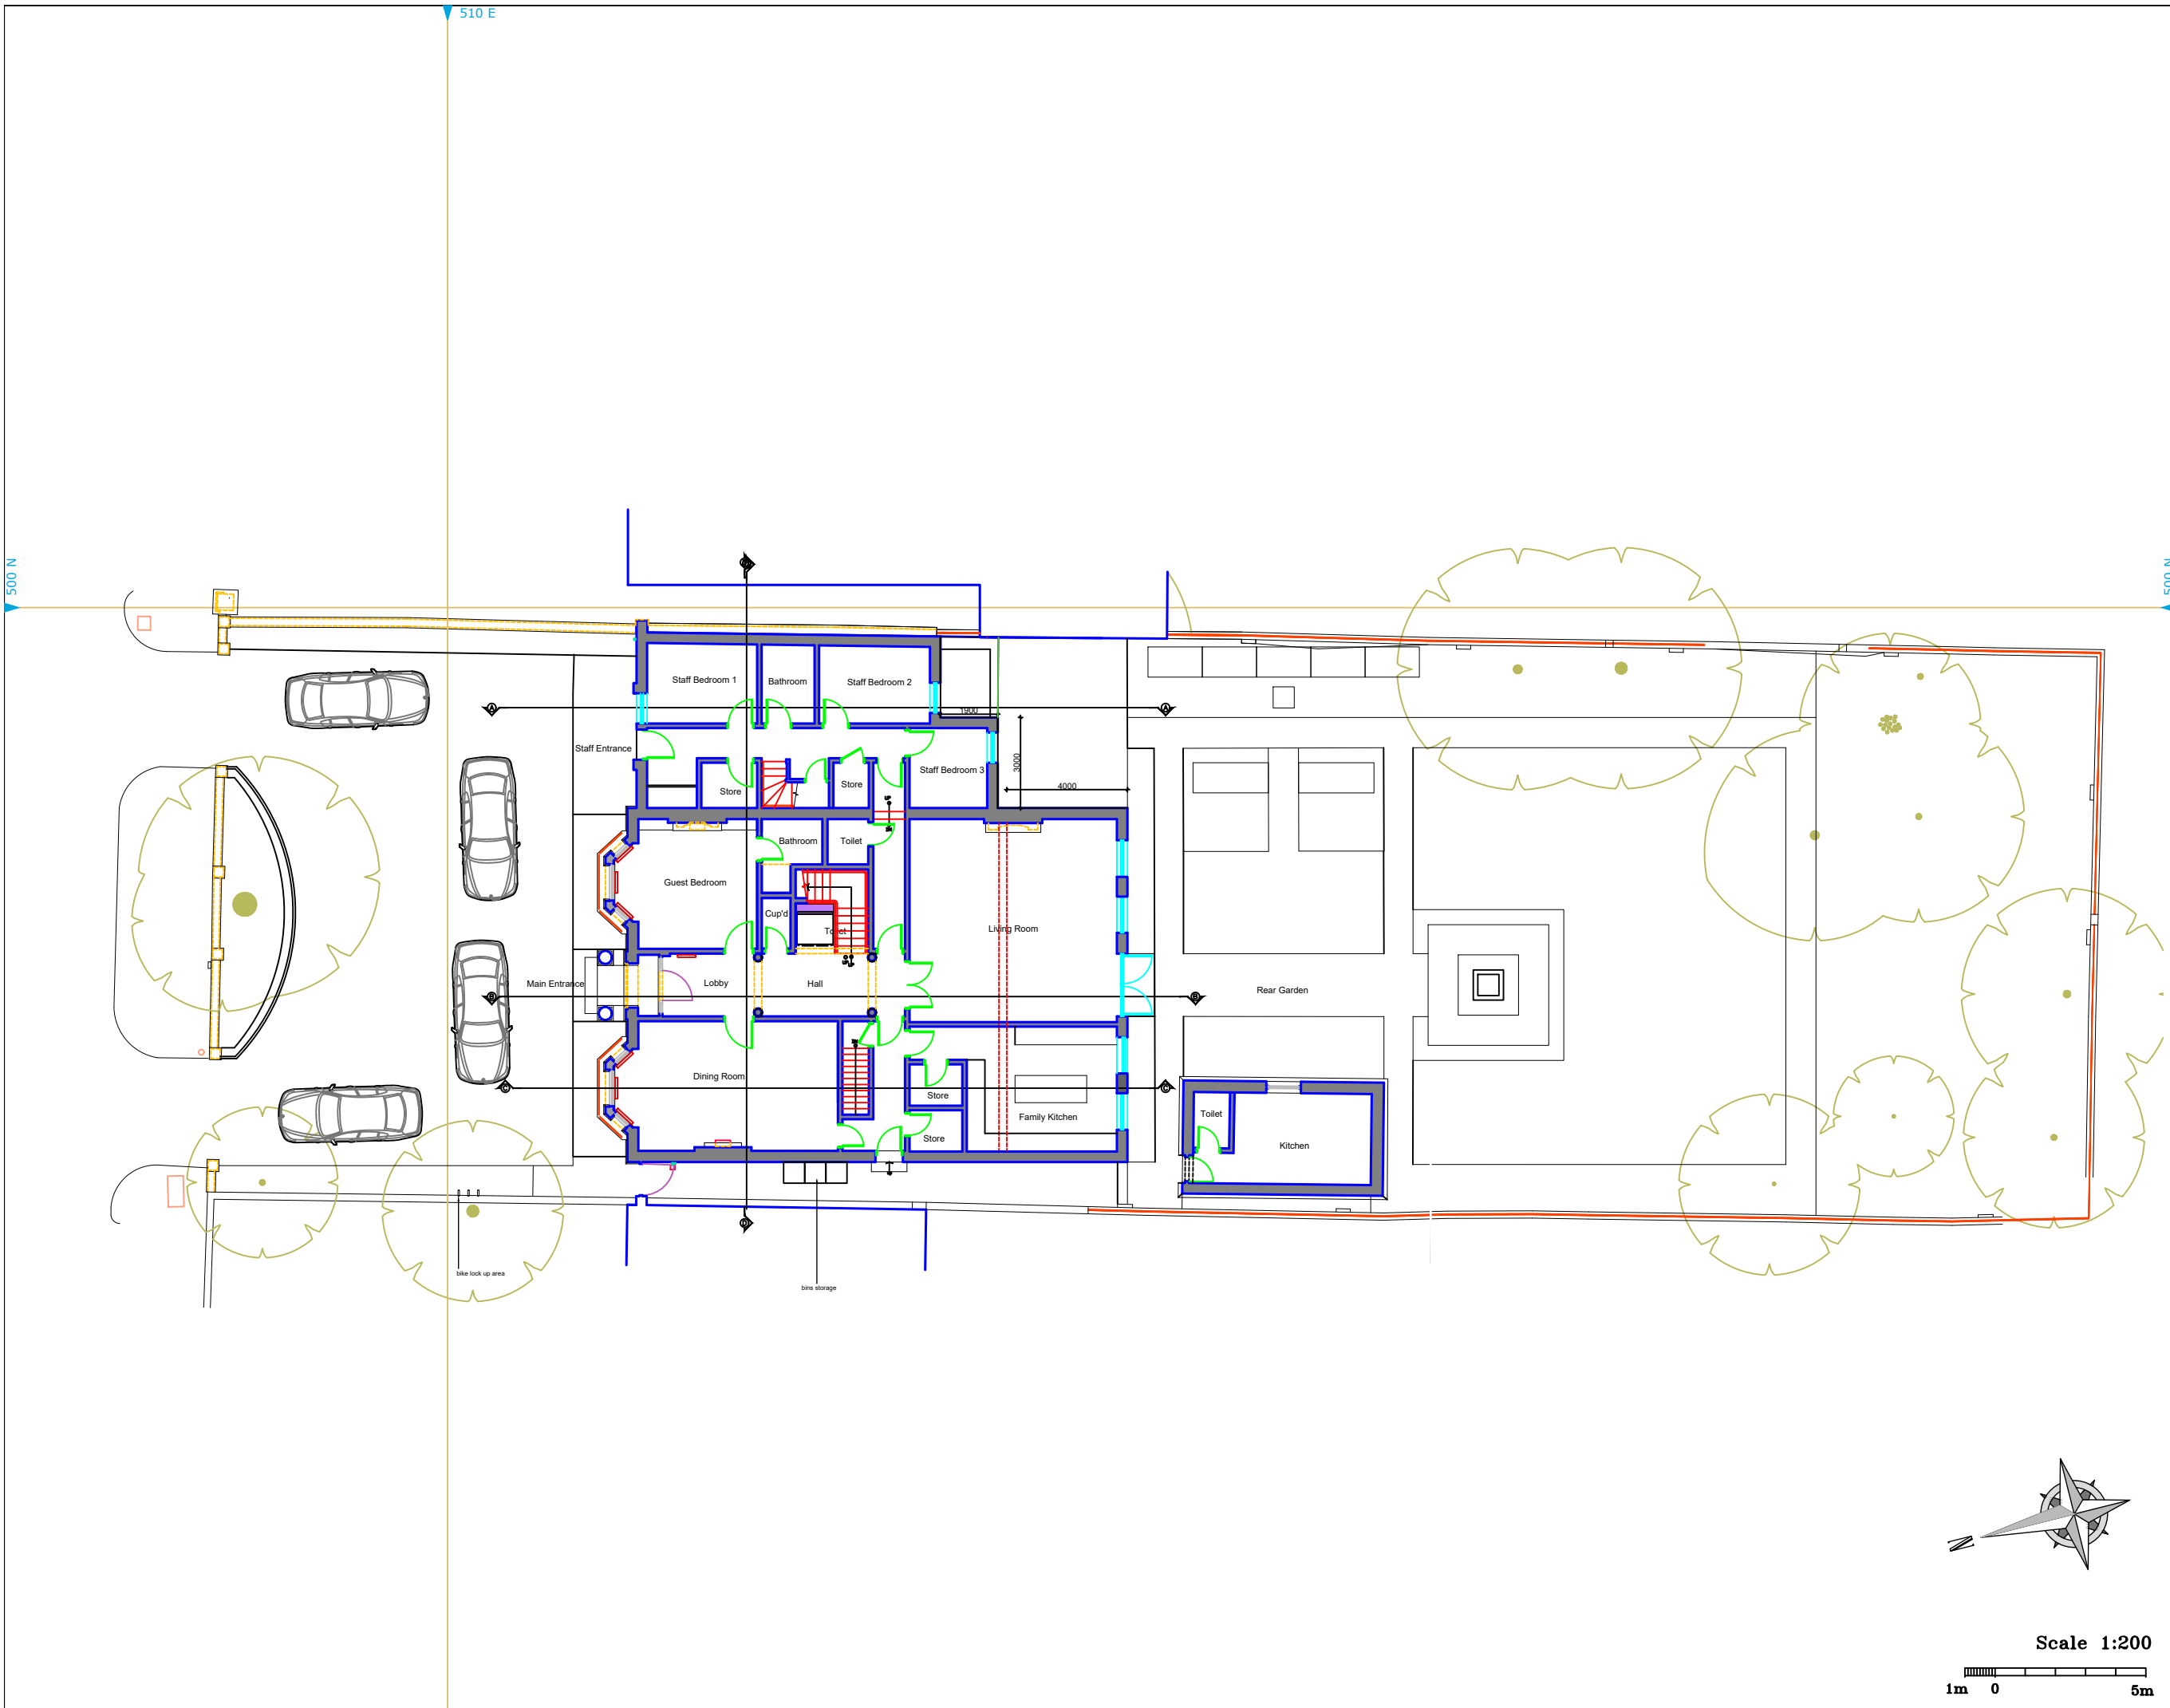 510 E
500 N
500 N
Staff Bedroom 1
Bathroom
Staff Bedroom 2
A
A
1900
Staff Entrance
3000
Staff Bedroom 3
Store
Store
4000
Bathroom
Toilet
Guest Bedroom
Cup'd
Toilet
Living Room
Main Entrance
Lobby
Hall
Rear Garden
B
B
Dining Room
C
C
Store
Family Kitchen
Toilet
Store
Kitchen
D
bike lock up area
bins storage
N
Scale 1:200
1m 0 5m